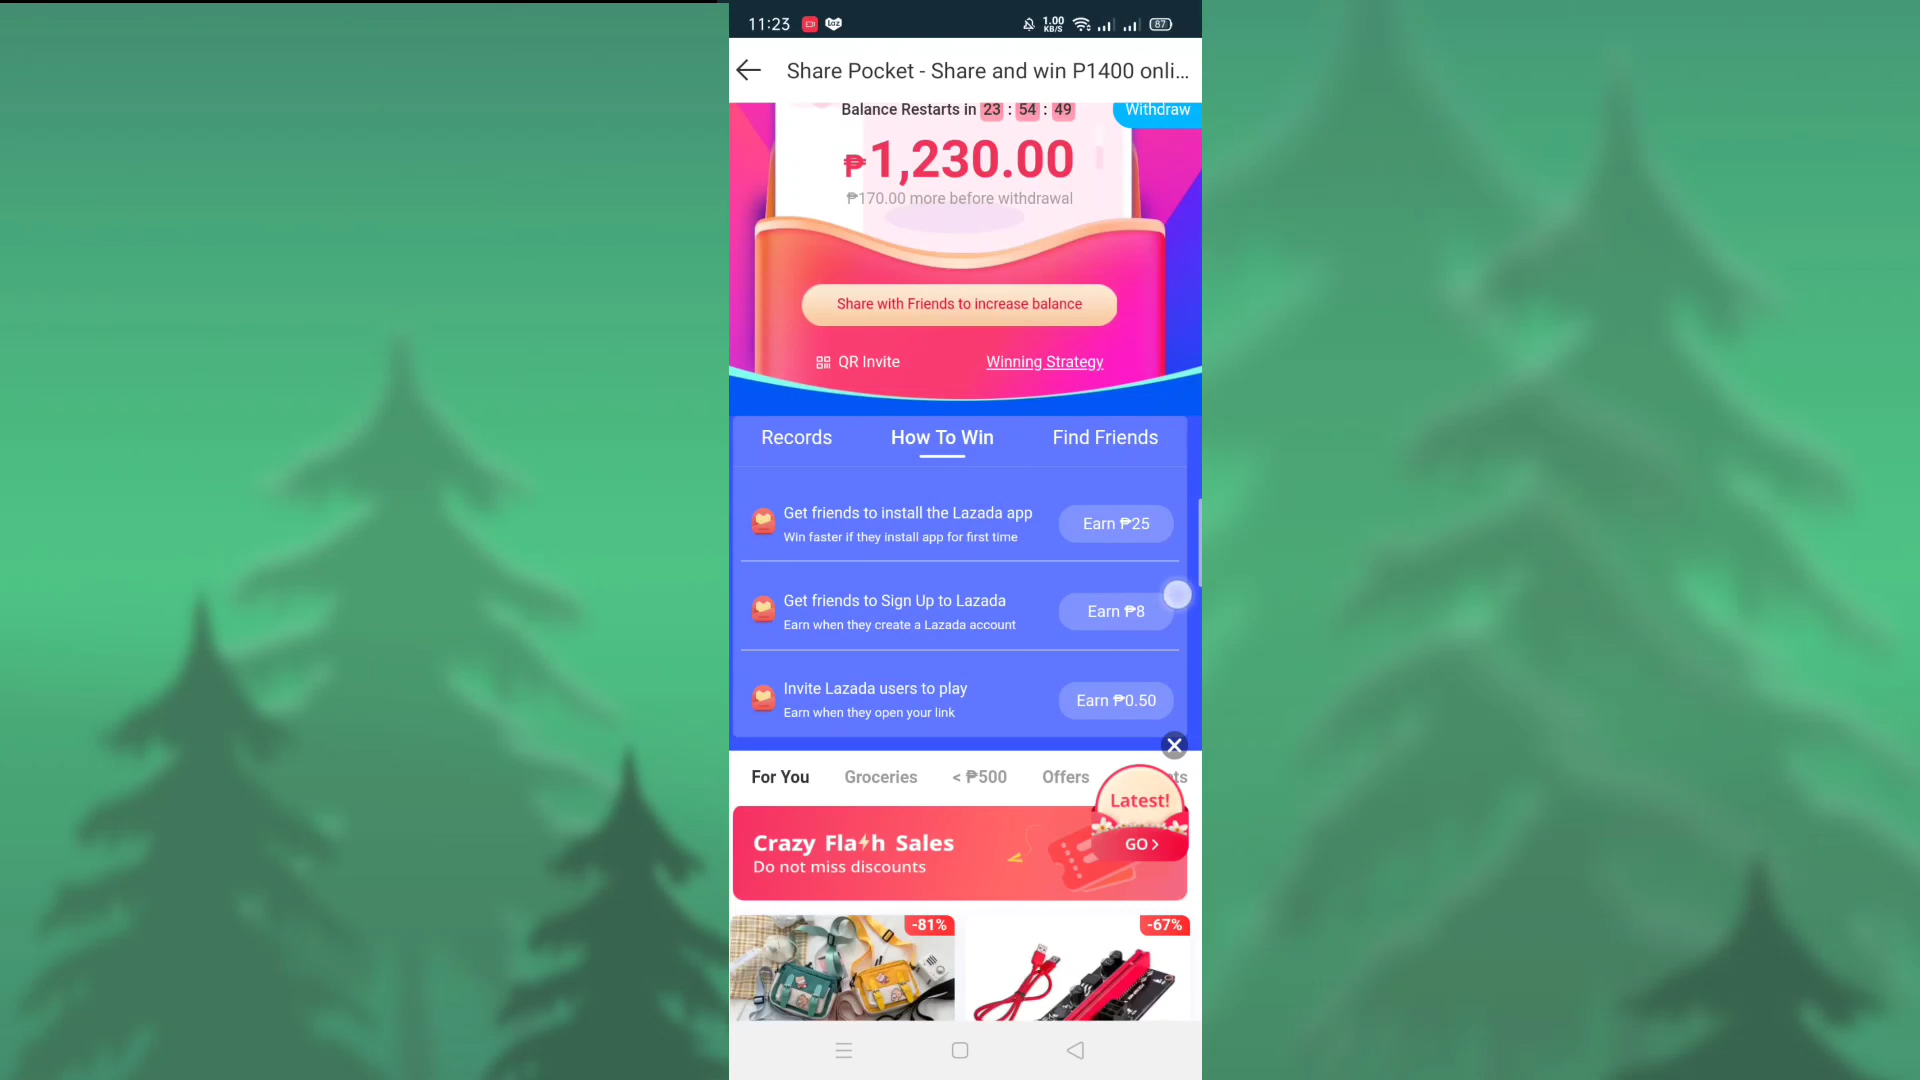 11:23
Laz
1.00
KB/S
87
Share Pocket - Share and win P1400 onli...
Balance Restarts in 23 : 54 : 49
Withdraw
₱1,230.00
₱170.00 more before withdrawal
Share with Friends to increase balance
QR Invite
Winning Strategy
Records
How To Win
Find Friends
Get friends to install the Lazada app
Win faster if they install app for first time
Earn ₱25
Get friends to Sign Up to Lazada
Earn when they create a Lazada account
Earn ₱8
Invite Lazada users to play
Earn when they open your link
Earn ₱0.50
For You
Groceries
< ₱500
Offers
ts
Latest!
GO >
Crazy Flash Sales
Do not miss discounts
-81%
-67%